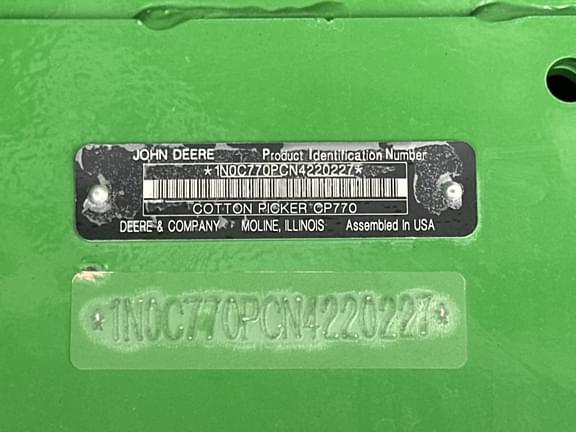 JOHN DEERE Product Identification Number
*1N0C770PCN4220227*
COTTON PICKER CP770
DEERE & COMPANY MOLINE, ILLINOIS Assembled in USA
*1N0C770PCN4220227*